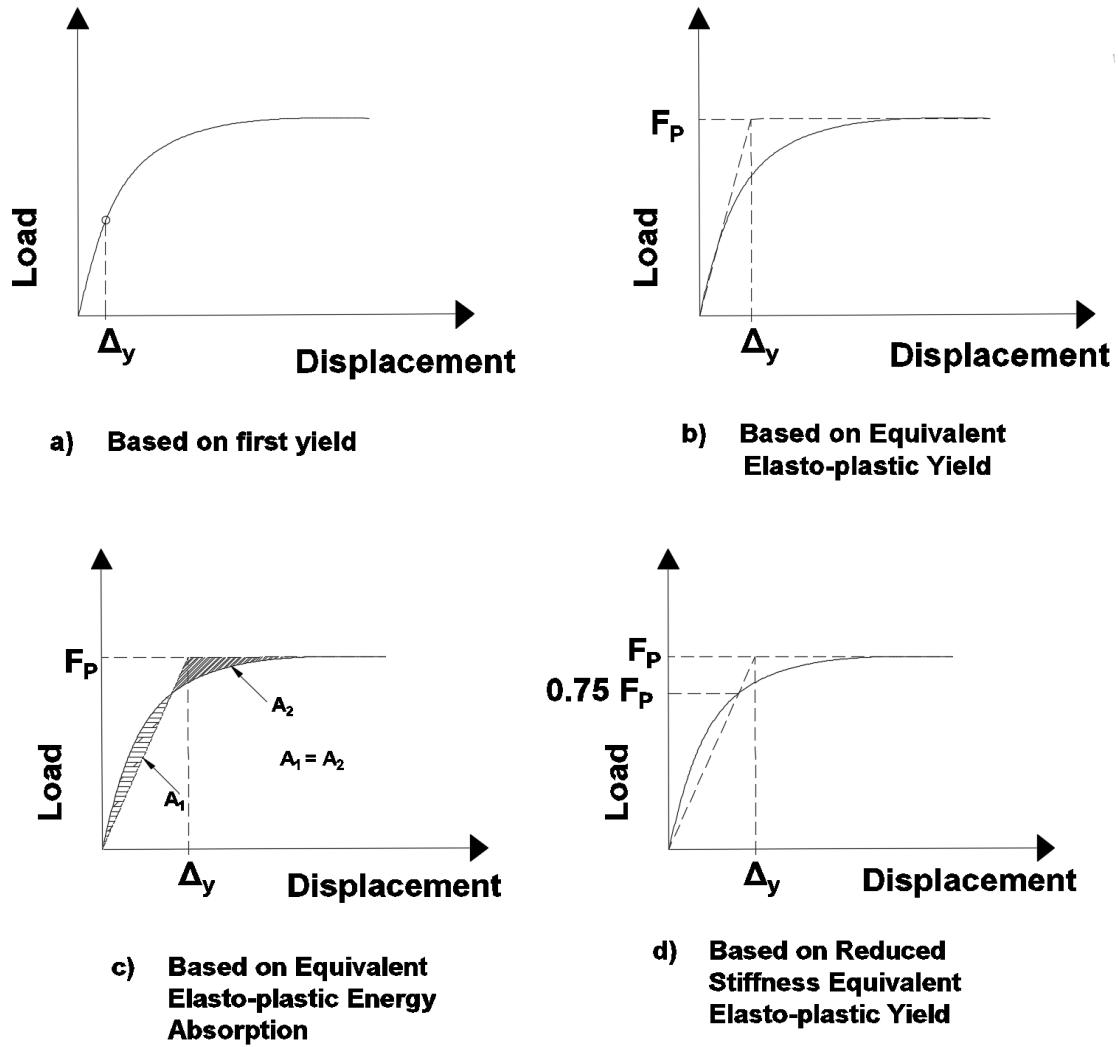 Load
Δy
Displacement
a) Based on first yield
FP
Load
Δy
Displacement
b) Based on Equivalent
Elasto-plastic Yield
FP
A2
A1 = A2
A1
Load
Δy
Displacement
c) Based on Equivalent
Elasto-plastic Energy
Absorption
FP
0.75 FP
Load
Δy
Displacement
d) Based on Reduced
Stiffness Equivalent
Elasto-plastic Yield